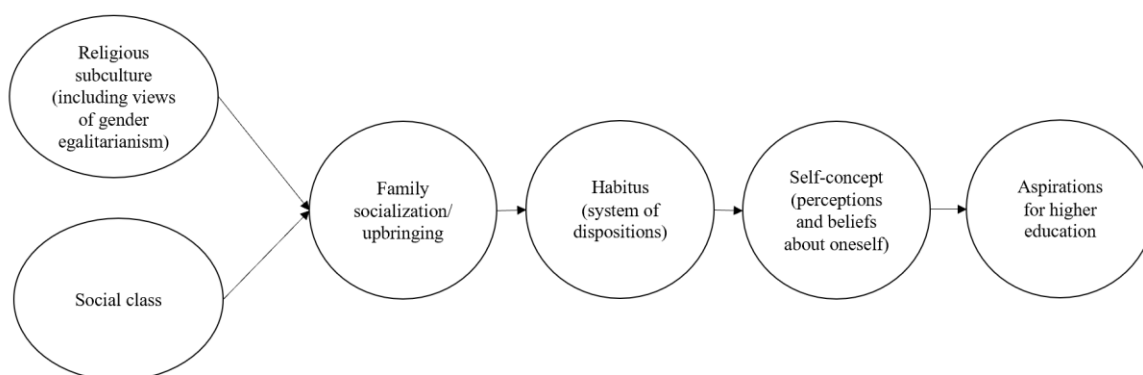 Religious
subculture
(including views
of gender
egalitarianism)
Social class
Family
socialization/
upbringing
Habitus
(system of
dispositions)
Self-concept
(perceptions
and beliefs
about oneself)
Aspirations
for higher
education